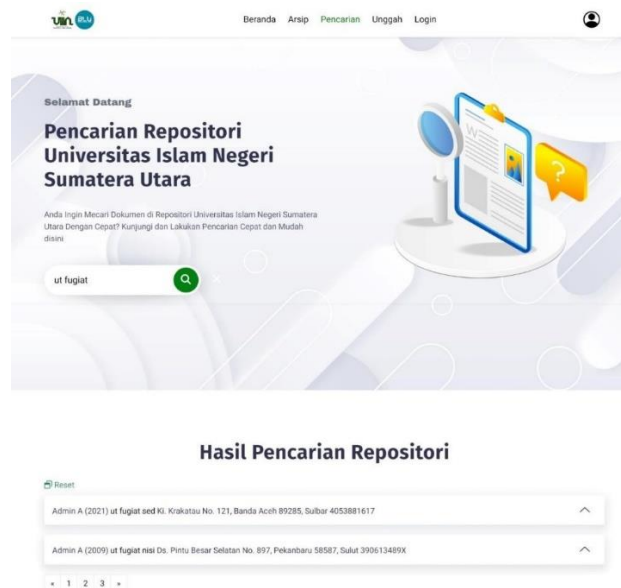 uin BLU
Beranda Arsip Pencarian Unggah Login
Selamat Datang
Pencarian Repositori
Universitas Islam Negeri
Sumatera Utara
Anda Ingin Mecari Dokumen di Repositori Universitas Islam Negeri Sumatera
Utara Dengan Cepat? Kunjungi dan Lakukan Pencarian Cepat dan Mudah
disini
ut fugiat
W
?
Hasil Pencarian Repositori
Reset
Admin A (2021) ut fugiat sed Ki. Krakatau No. 121, Banda Aceh 89285, Sulbar 4053881617
Admin A (2009) ut fugiat nisi Ds. Pintu Besar Selatan No. 897, Pekanbaru 58587, Sulut 390613489X
« 1 2 3 »